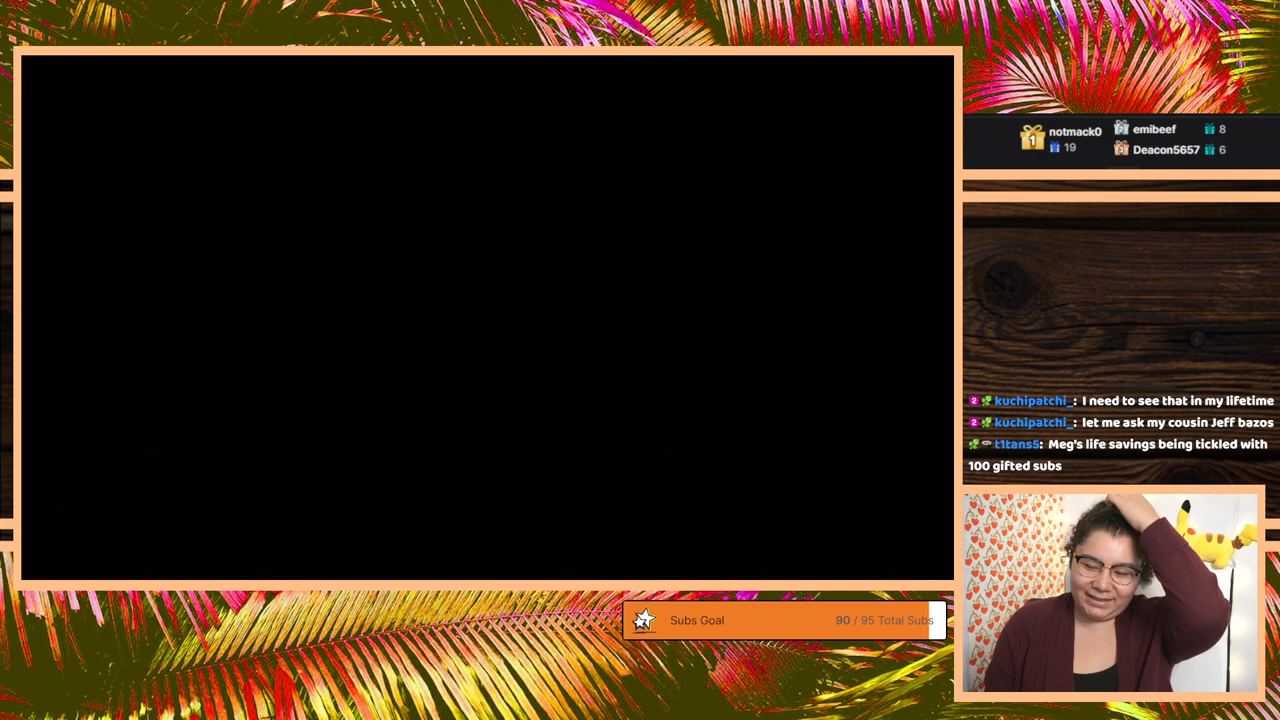 notmack0
19
emibeef 8
Deacon5657 6
kuchipatchi_: I need to see that in my lifetime
kuchipatchi_: let me ask my cousin Jeff bazos
t1tans5: Meg's life savings being tickled with
100 gifted subs
Subs Goal 90 / 95 Total Subs